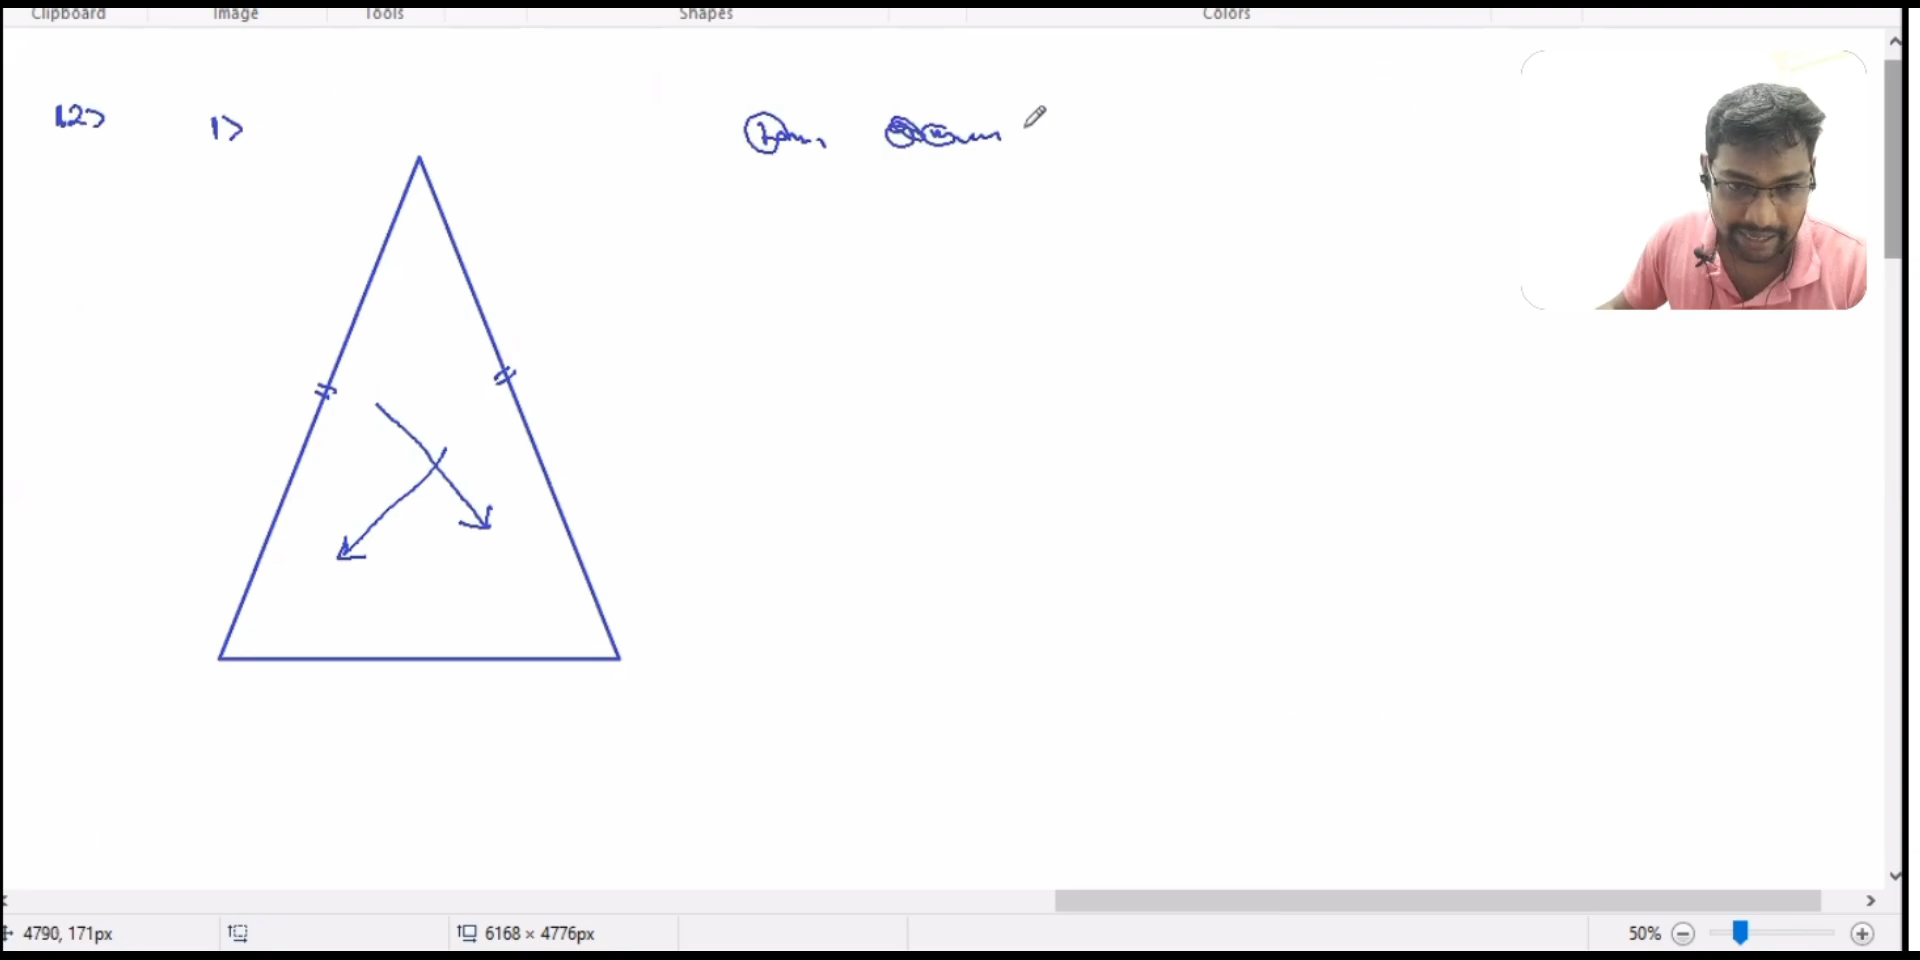 Clipboard Image Tools Shapes Colors
12>
1>
4790, 171px 6168 × 4776px 50%